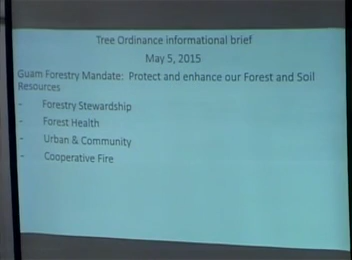 Tree Ordinance informational brief
May 5, 2015
Guam Forestry Mandate: Protect and enhance our Forest and Soil
Resources
- Forestry Stewardship
- Forest Health
- Urban & Community
- Cooperative Fire